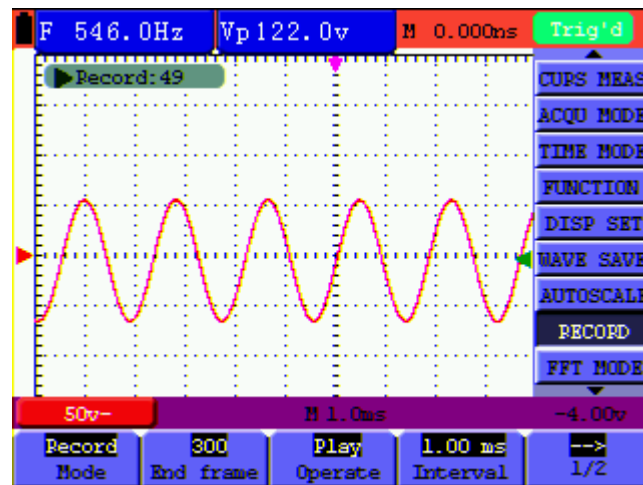 F 546.0Hz
Vp122.0v
M 0.000ns
Trig'd
Record:49
CURS MEAS
ACQU MODE
TIME MODE
FUNCTION
DISP SET
WAVE SAVE
AUTOSCALE
RECORD
FFT MODE
50v~
M 1.0ms
-4.00v
Record
Mode
300
End frame
Play
Operate
1.00 ms
Interval
-->
1/2